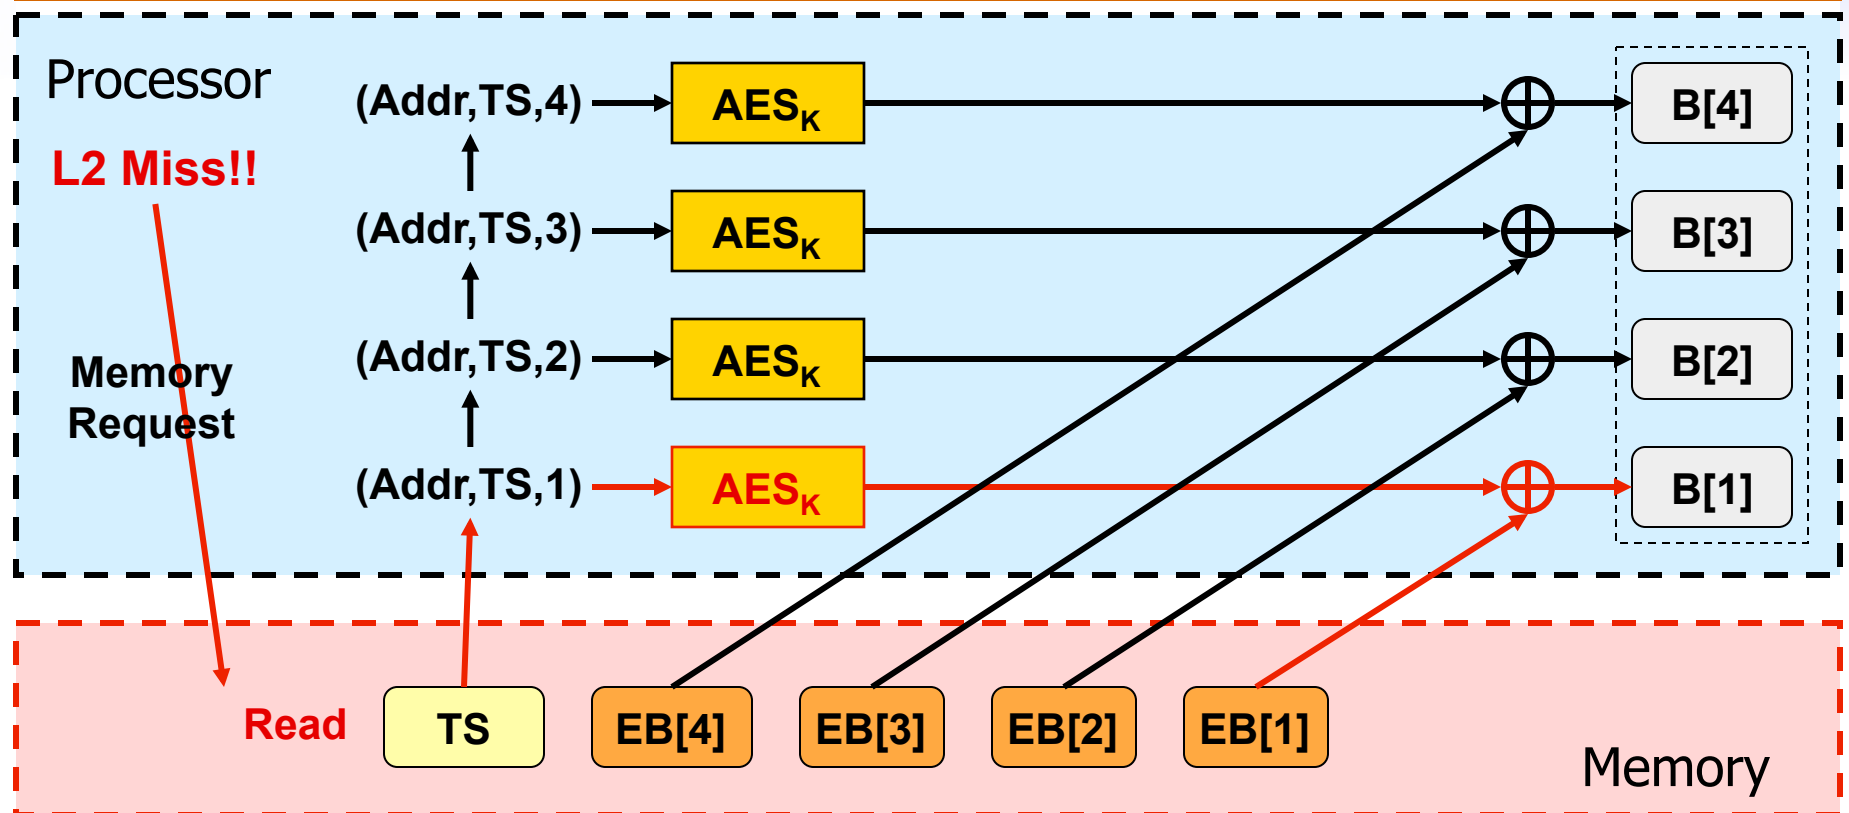 Processor
L2 Miss!!
Memory
Request
(Addr,TS,4)
AESK
B[4]
(Addr,TS,3)
AESK
B[3]
(Addr,TS,2)
AESK
B[2]
(Addr,TS,1)
AESK
B[1]
Read
TS
EB[4]
EB[3]
EB[2]
EB[1]
Memory